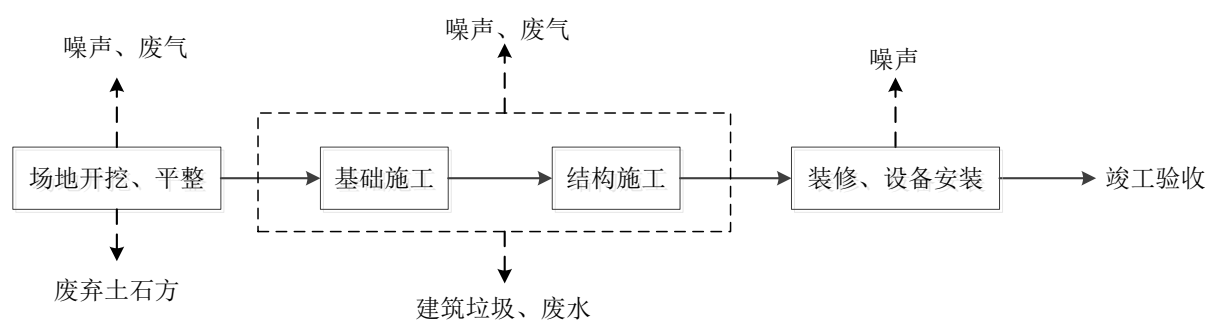 噪声、废气
噪声、废气
噪声
场地开挖、平整
基础施工
结构施工
装修、设备安装
竣工验收
废弃土石方
建筑垃圾、废水